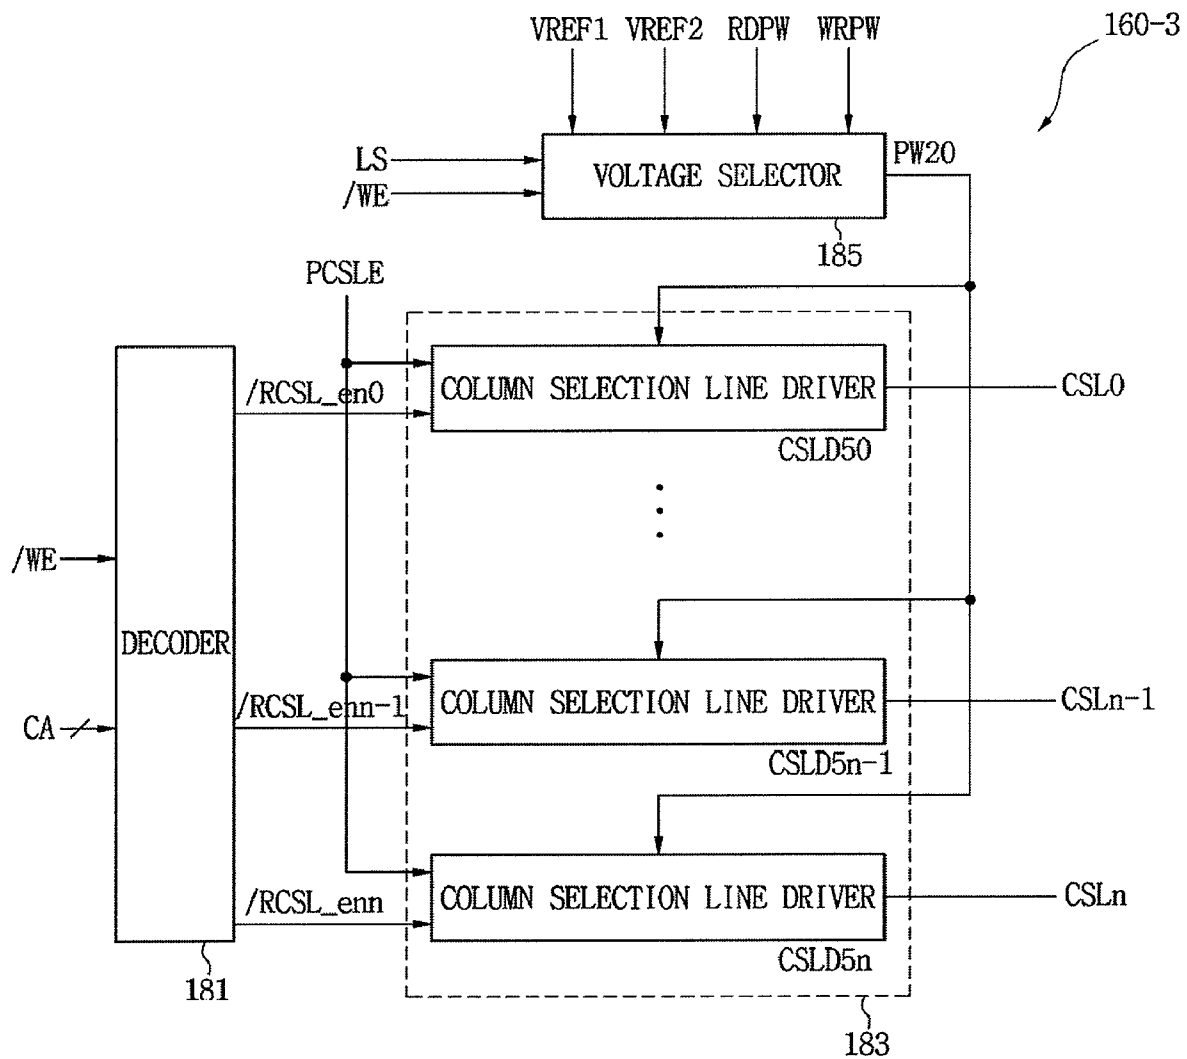 VREF1 VREF2 RDPW WRPW
160-3
LS
/WE
VOLTAGE SELECTOR
PW20
185
PCSLE
/RCSL_en0
COLUMN SELECTION LINE DRIVER
CSL0
CSLD50
/WE
DECODER
CA
/RCSL_enn-1
COLUMN SELECTION LINE DRIVER
CSLn-1
CSLD5n-1
/RCSL_enn
COLUMN SELECTION LINE DRIVER
CSLn
CSLD5n
181
183